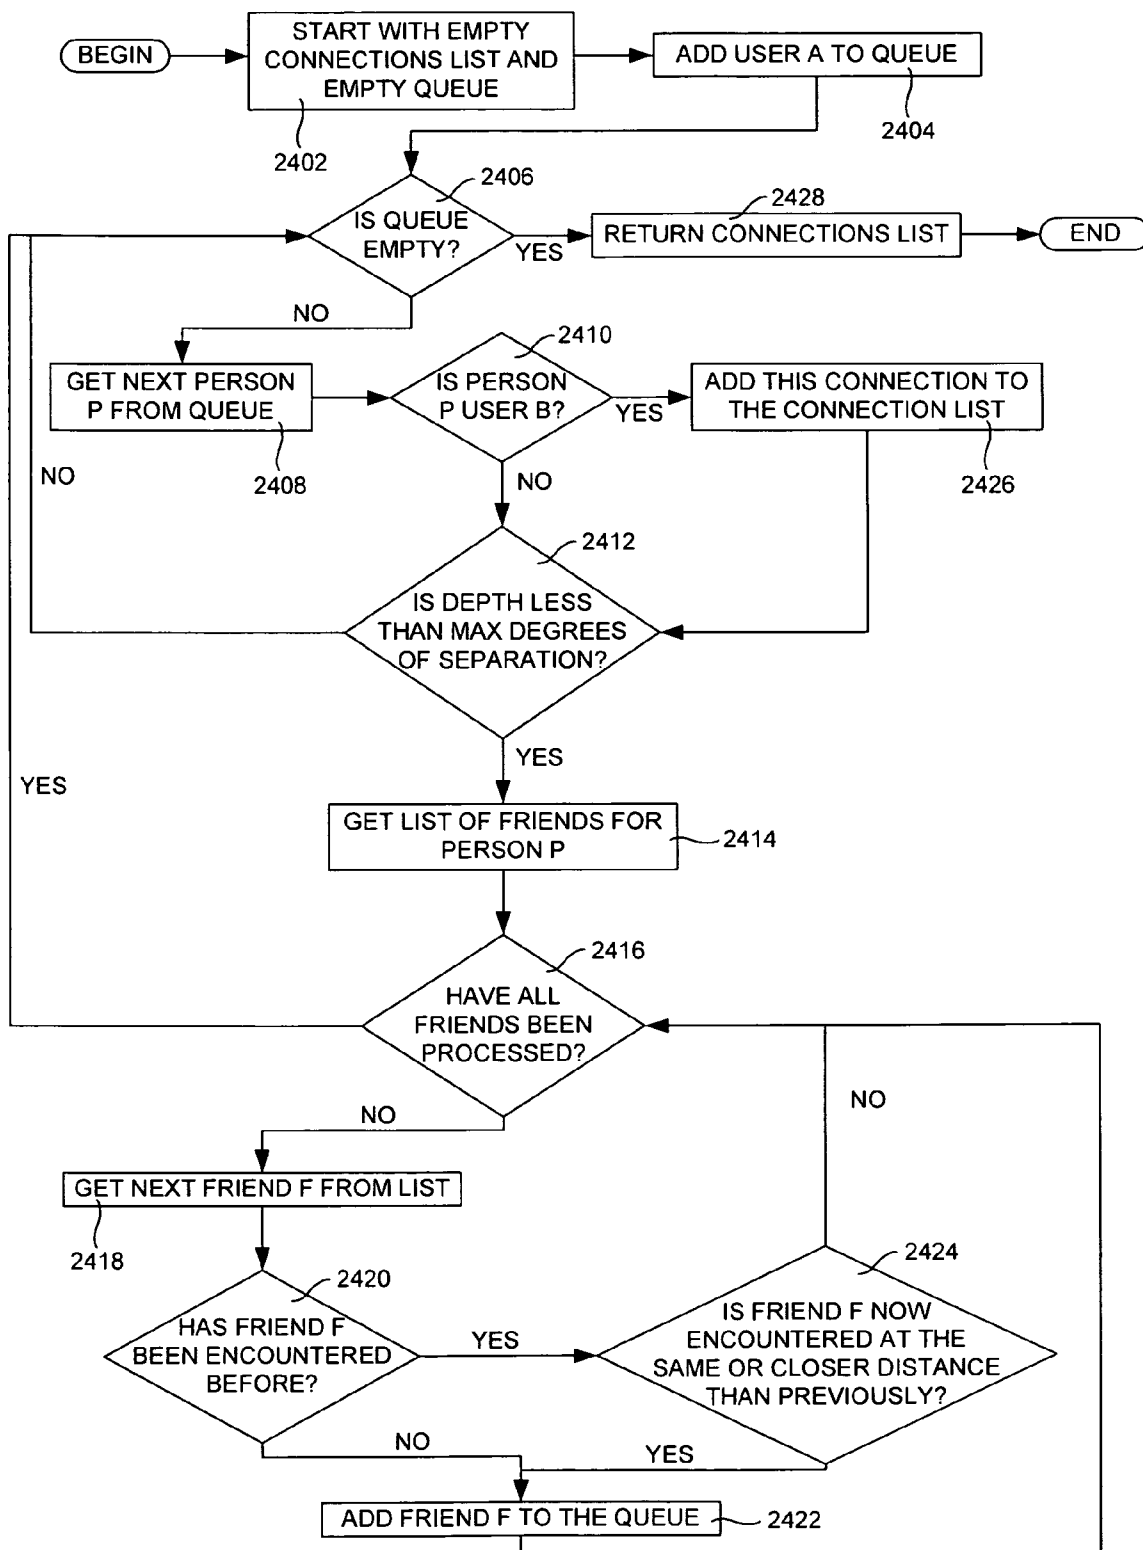 BEGIN
START WITH EMPTY
CONNECTIONS LIST AND
EMPTY QUEUE
2402
ADD USER A TO QUEUE
2404
2406
IS QUEUE
EMPTY?
YES
2428
RETURN CONNECTIONS LIST
END
NO
GET NEXT PERSON
P FROM QUEUE
2408
2410
IS PERSON
P USER B?
YES
ADD THIS CONNECTION TO
THE CONNECTION LIST
2426
NO
NO
2412
IS DEPTH LESS
THAN MAX DEGREES
OF SEPARATION?
YES
YES
GET LIST OF FRIENDS FOR
PERSON P
2414
2416
HAVE ALL
FRIENDS BEEN
PROCESSED?
NO
NO
GET NEXT FRIEND F FROM LIST
2418
2420
HAS FRIEND F
BEEN ENCOUNTERED
BEFORE?
YES
2424
IS FRIEND F NOW
ENCOUNTERED AT THE
SAME OR CLOSER DISTANCE
THAN PREVIOUSLY?
NO
YES
ADD FRIEND F TO THE QUEUE
2422